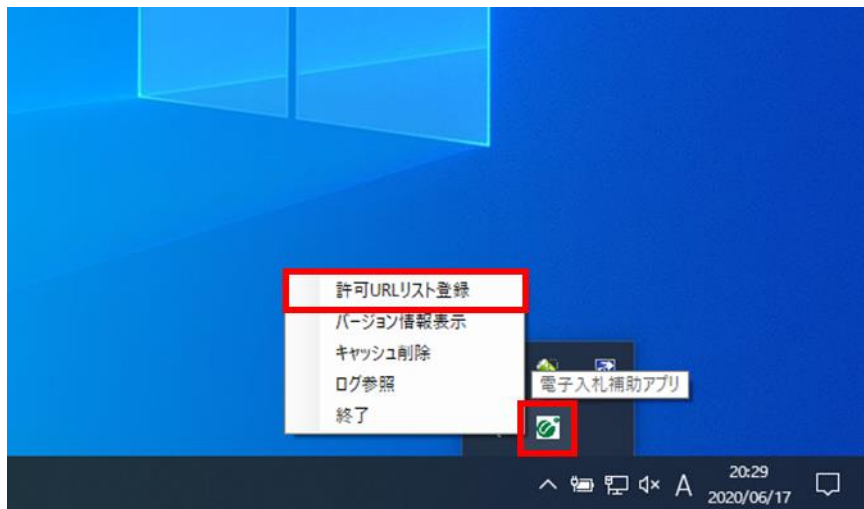 許可URLリスト登録
バージョン情報表示
キャッシュ削除
ログ参照
終了
電子入札補助アプリ
A
20:29
2020/06/17